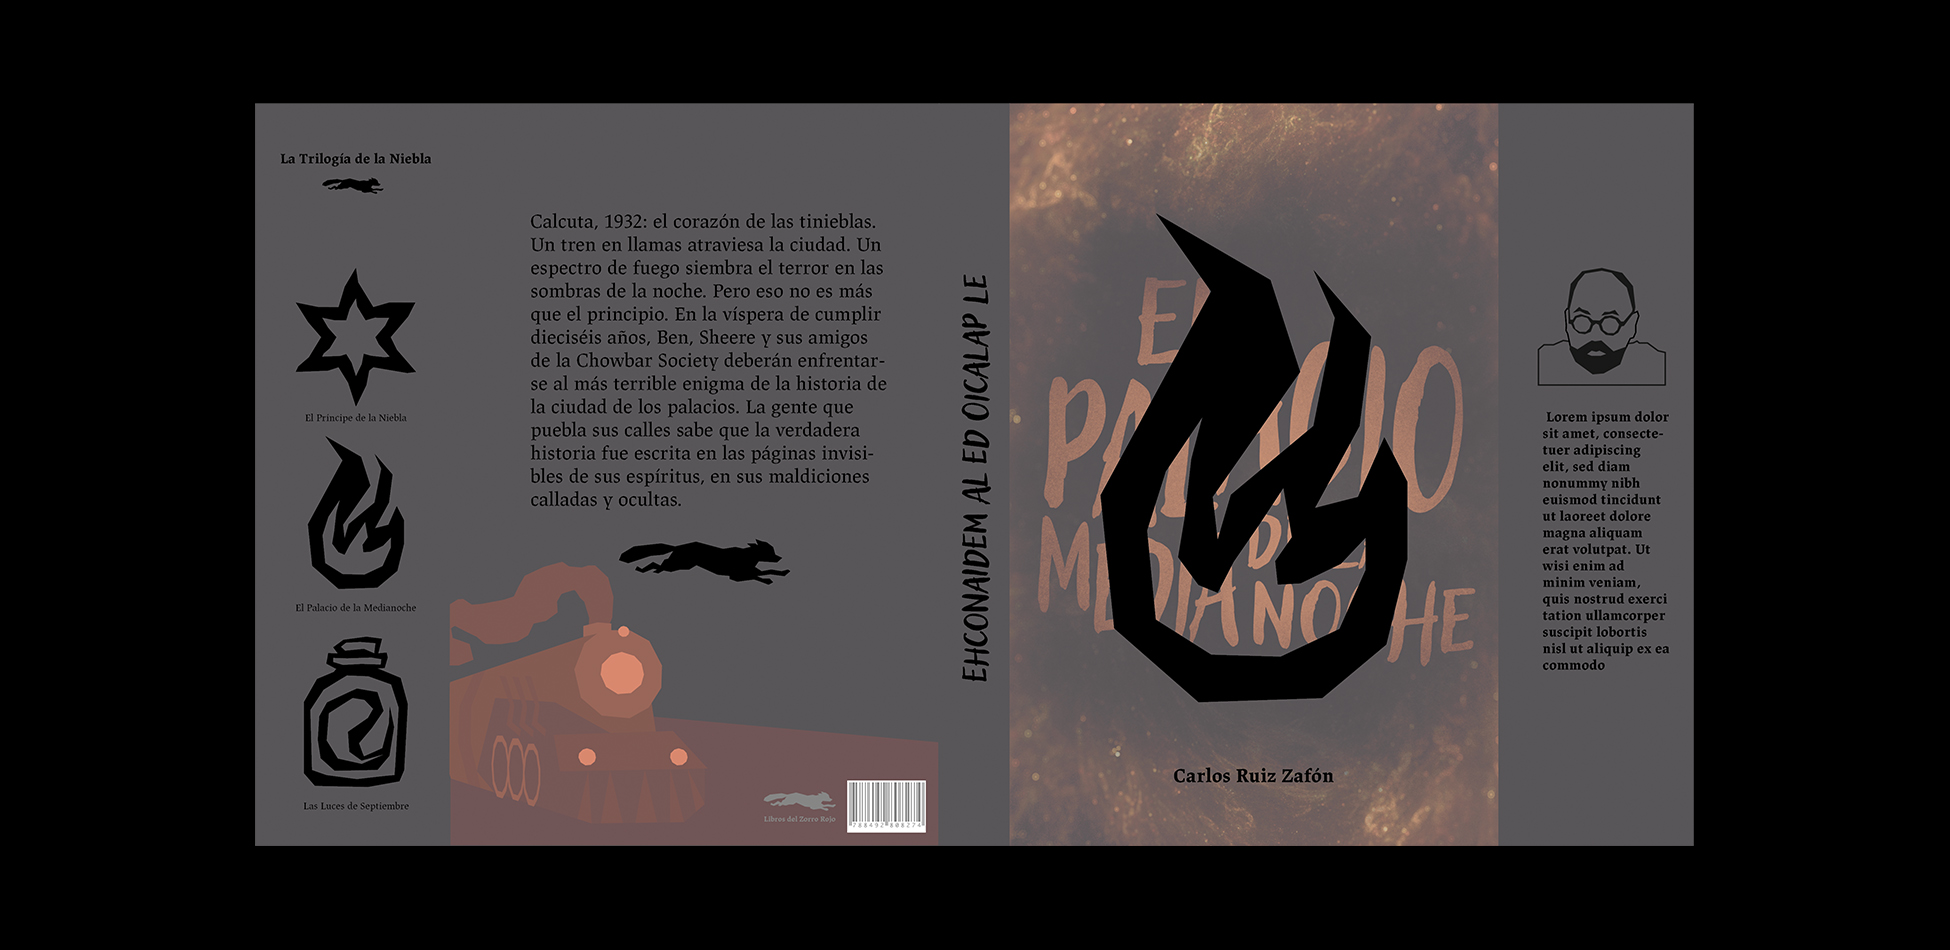 La Trilogía de la Niebla
El Príncipe de la Niebla
El Palacio de la Medianoche
Las Luces de Septiembre
Calcuta, 1932: el corazón de las tinieblas.
Un tren en llamas atraviesa la ciudad. Un
espectro de fuego siembra el terror en las
sombras de la noche. Pero eso no es más
que el principio. En la víspera de cumplir
dieciséis años, Ben, Sheere y sus amigos
de la Chowbar Society deberán enfrentar-
se al más terrible enigma de la historia de
la ciudad de los palacios. La gente que
puebla sus calles sabe que la verdadera
historia fue escrita en las páginas invisi-
bles de sus espíritus, en sus maldiciones
calladas y ocultas.
Libros del Zorro Rojo
788492 808274
EHCONAIDEM AL ED OICALAP LE
EL
PALACIO
DE LA
MEDIANOCHE
Carlos Ruiz Zafón
Lorem ipsum dolor
sit amet, consecte-
tuer adipiscing
elit, sed diam
nonummy nibh
euismod tincidunt
ut laoreet dolore
magna aliquam
erat volutpat. Ut
wisi enim ad
minim veniam,
quis nostrud exerci
tation ullamcorper
suscipit lobortis
nisl ut aliquip ex ea
commodo